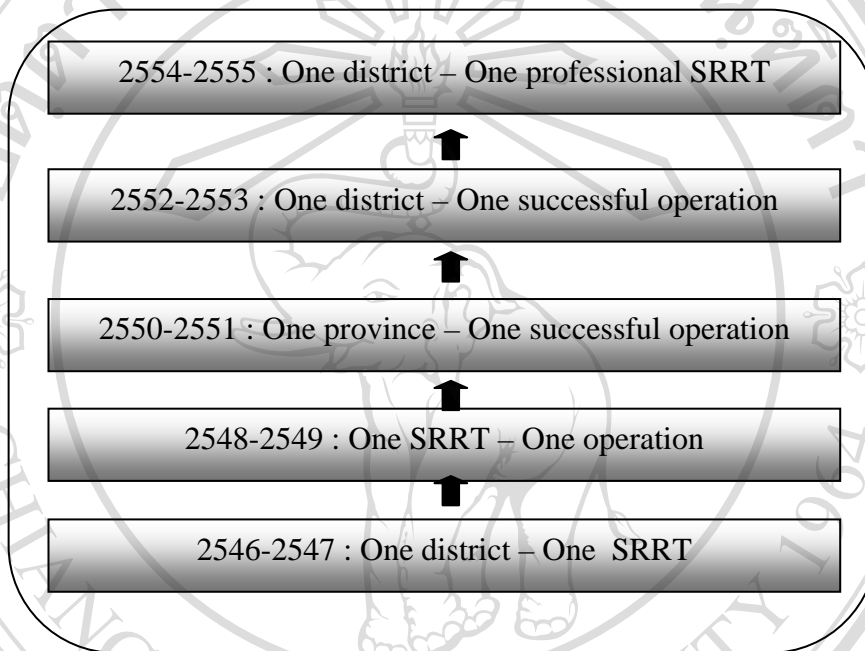 2554-2555 : One district – One professional SRRT
2552-2553 : One district – One successful operation
2550-2551 : One province – One successful operation
2548-2549 : One SRRT – One operation
2546-2547 : One district – One SRRT